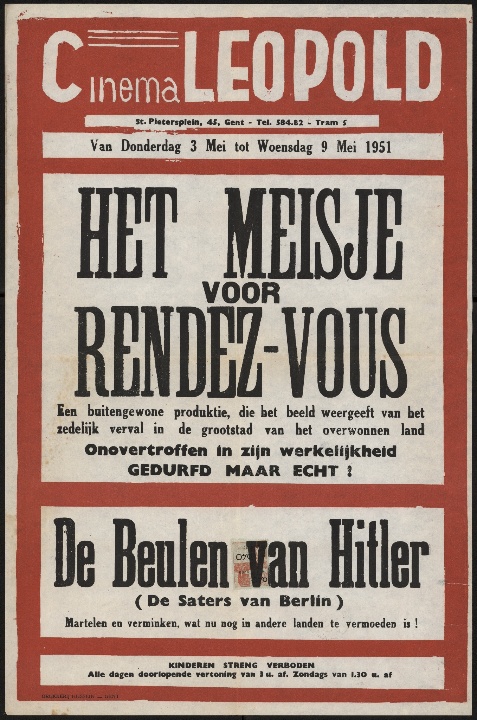 Cinema LEOPOLD
St. Pietersplein, 45, Gent - Tel. 584.82 - Tram 5
Van Donderdag 3 Mei tot Woensdag 9 Mei 1951
HET MEISJE
VOOR
RENDEZ-VOUS
Een buitengewone produktie, die het beeld weergeeft van het
zedelijk verval in de grootstad van het overwonnen land
Onovertroffen in zijn werkelijkheid
GEDURFD MAAR ECHT !
De Beulen van Hitler
( De Saters van Berlin )
Martelen en verminken, wat nu nog in andere landen te vermoeden is !
KINDEREN STRENG VERBODEN
Alle dagen doorlopende vertoning van 3 u. af. Zondags van 1.30 u. af